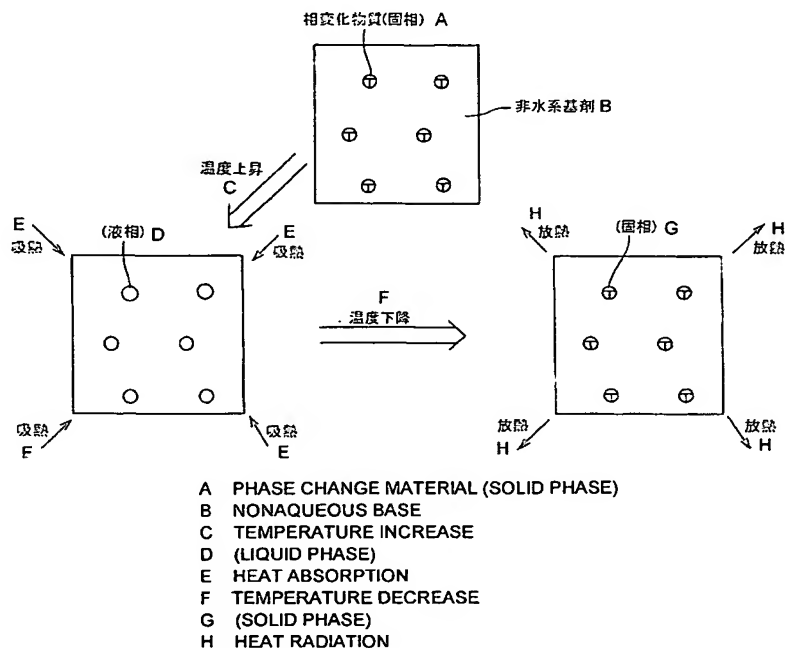 相変化物質(固相) A
非水系基剤 B
温度上昇
C
E
吸熱
(液相) D
E
吸熱
F
温度下降
H
放熱
(固相) G
H
放熱
吸熱
E
吸熱
E
放熱
H
放熱
H
A PHASE CHANGE MATERIAL (SOLID PHASE)
B NONAQUEOUS BASE
C TEMPERATURE INCREASE
D (LIQUID PHASE)
E HEAT ABSORPTION
F TEMPERATURE DECREASE
G (SOLID PHASE)
H HEAT RADIATION